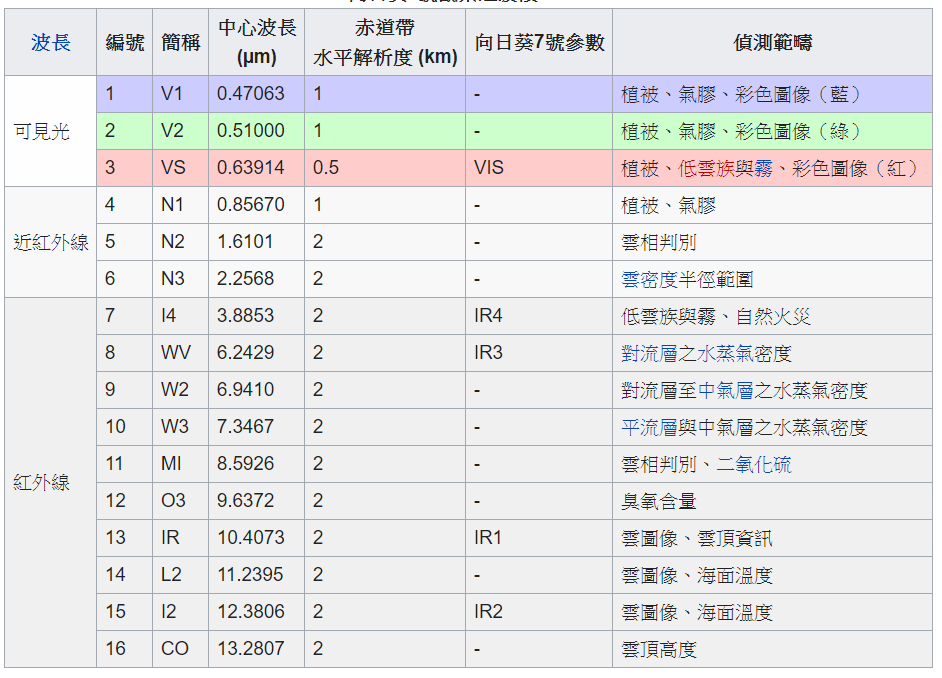 波長 編號 簡稱 中心波長 (μm) 赤道帶 水平解析度 (km) 向日葵7號參數 偵測範疇
可見光
1 V1 0.47063 1 - 植被、氣膠、彩色圖像（藍）
2 V2 0.51000 1 - 植被、氣膠、彩色圖像（綠）
3 VS 0.63914 0.5 VIS 植被、低雲族與霧、彩色圖像（紅）
近紅外線
4 N1 0.85670 1 - 植被、氣膠
5 N2 1.6101 2 - 雲相判別
6 N3 2.2568 2 - 雲密度半徑範圍
紅外線
7 I4 3.8853 2 IR4 低雲族與霧、自然火災
8 WV 6.2429 2 IR3 對流層之水蒸氣密度
9 W2 6.9410 2 - 對流層至中氣層之水蒸氣密度
10 W3 7.3467 2 - 平流層與中氣層之水蒸氣密度
11 MI 8.5926 2 - 雲相判別、二氧化硫
12 O3 9.6372 2 - 臭氧含量
13 IR 10.4073 2 IR1 雲圖像、雲頂資訊
14 L2 11.2395 2 - 雲圖像、海面溫度
15 I2 12.3806 2 IR2 雲圖像、海面溫度
16 CO 13.2807 2 - 雲頂高度